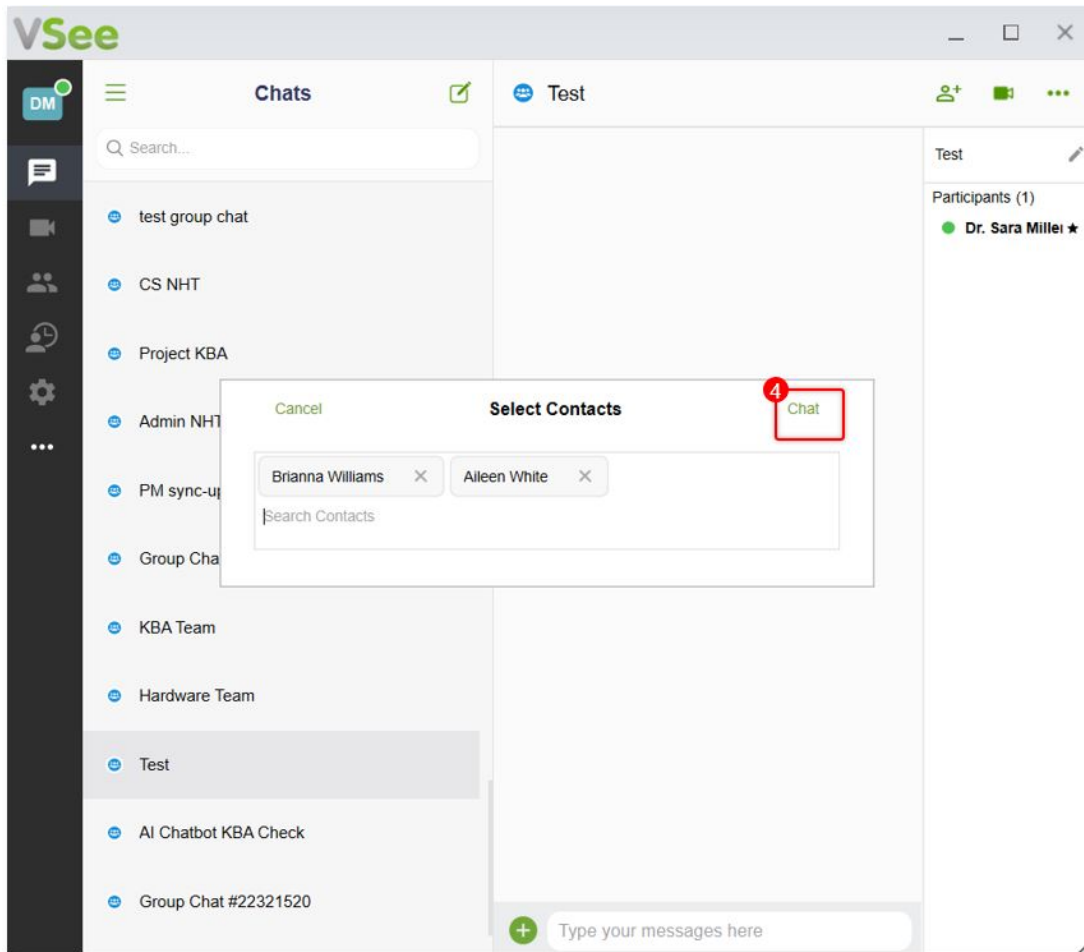 VSee
DM
Chats
Test
Search...
Test
Participants (1)
Dr. Sara Miller
test group chat
CS NHT
Project KBA
Admin NHT
PM sync-up
Group Cha
KBA Team
Hardware Team
Test
AI Chatbot KBA Check
Group Chat #22321520
Cancel
Select Contacts
4
Chat
Brianna Williams
Aileen White
Search Contacts
Type your messages here